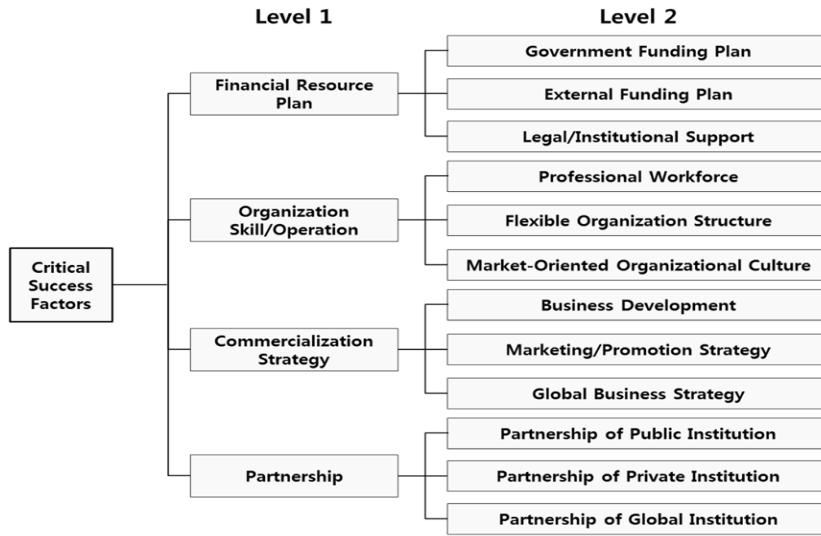 Level 1
Level 2
Critical
Success
Factors
Financial Resource
Plan
Government Funding Plan
External Funding Plan
Legal/Institutional Support
Organization
Skill/Operation
Professional Workforce
Flexible Organization Structure
Market-Oriented Organizational Culture
Commercialization
Strategy
Business Development
Marketing/Promotion Strategy
Global Business Strategy
Partnership
Partnership of Public Institution
Partnership of Private Institution
Partnership of Global Institution